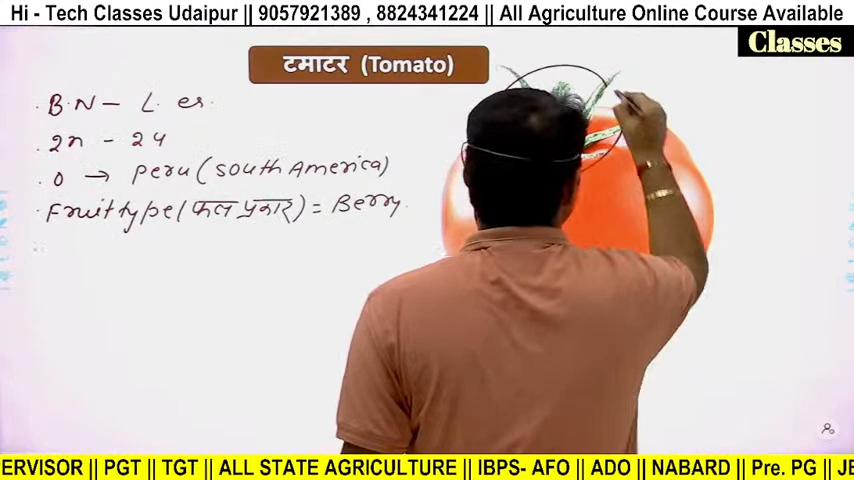 Hi - Tech Classes Udaipur || 9057921389 , 8824341224 || All Agriculture Online Course Available
Classes
टमाटर (Tomato)
. B.N - L. es.
. 2n - 24
. O → Peru (south America)
. Fruit type (फल प्रकार) = Berry.
ERVISOR || PGT || TGT || ALL STATE AGRICULTURE || IBPS- AFO || ADO || NABARD || Pre. PG || JE